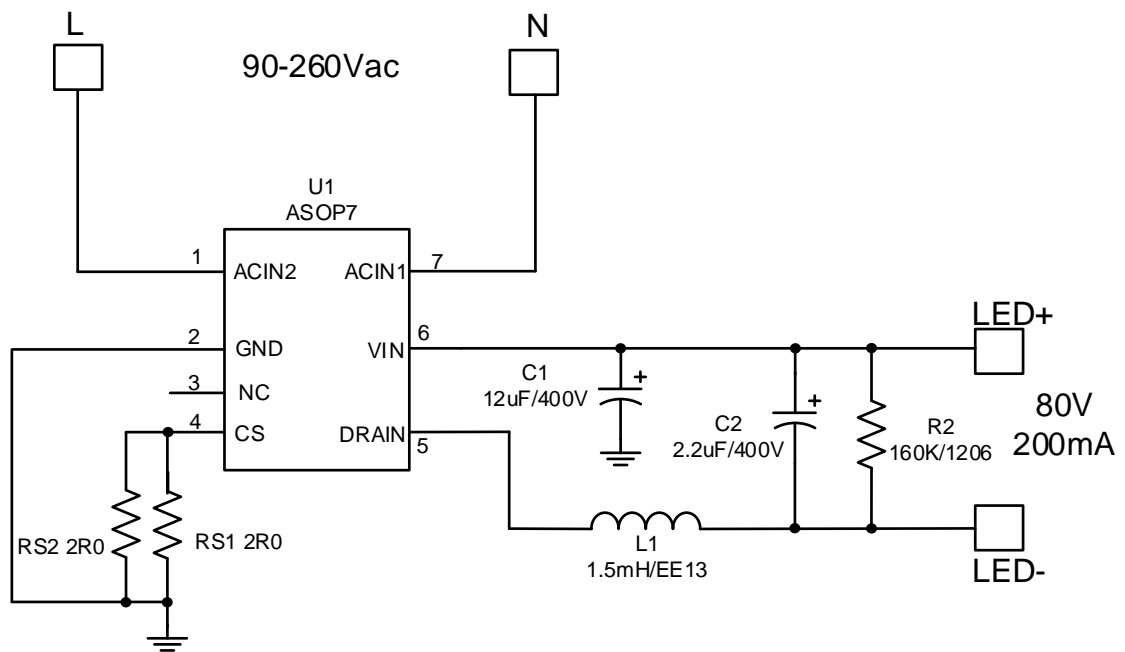 L
N
90-260Vac
U1
ASOP7
1
ACIN2
ACIN1
7
2
GND
VIN
6
3
NC
4
CS
DRAIN
5
C1
12uF/400V
+
C2
2.2uF/400V
+
R2
160K/1206
LED+
80V
200mA
LED-
L1
1.5mH/EE13
RS2 2R0
RS1 2R0